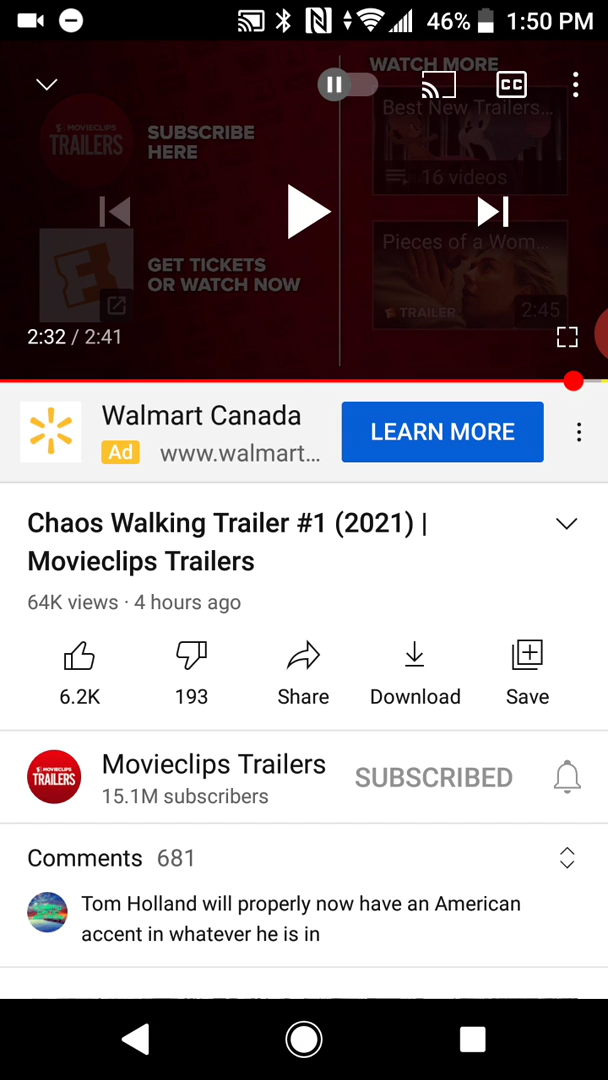 46% 1:50 PM
WATCH MORE
CC
MOVIECLIPS
TRAILERS
SUBSCRIBE
HERE
Best New Trailers...
16 videos
GET TICKETS
OR WATCH NOW
Pieces of a Wom...
TRAILER
2:45
2:32 / 2:41
Walmart Canada
LEARN MORE
Ad www.walmart...
Chaos Walking Trailer #1 (2021) |
Movieclips Trailers
64K views · 4 hours ago
6.2K 193 Share Download Save
MOVIECLIPS
TRAILERS
Movieclips Trailers
15.1M subscribers
SUBSCRIBED
Comments 681
Tom Holland will properly now have an American
accent in whatever he is in